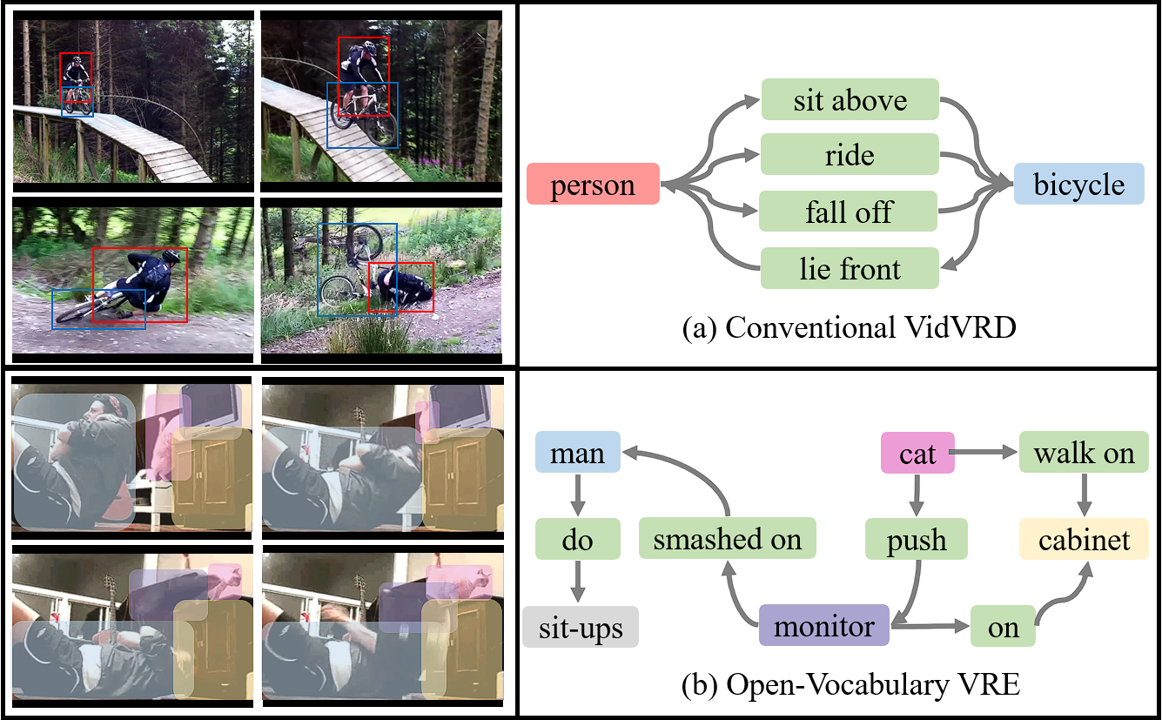 sit above
ride
person
bicycle
fall off
lie front
(a) Conventional VidVRD
man
cat
walk on
do
smashed on
push
cabinet
sit-ups
monitor
on
(b) Open-Vocabulary VRE